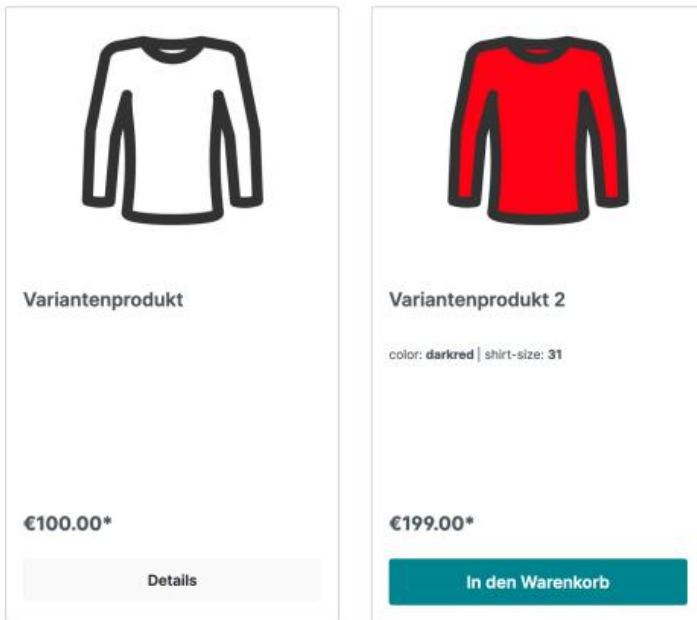 Variantenprodukt
€100.00*
Details
Variantenprodukt 2
color: darkred | shirt-size: 31
€199.00*
In den Warenkorb